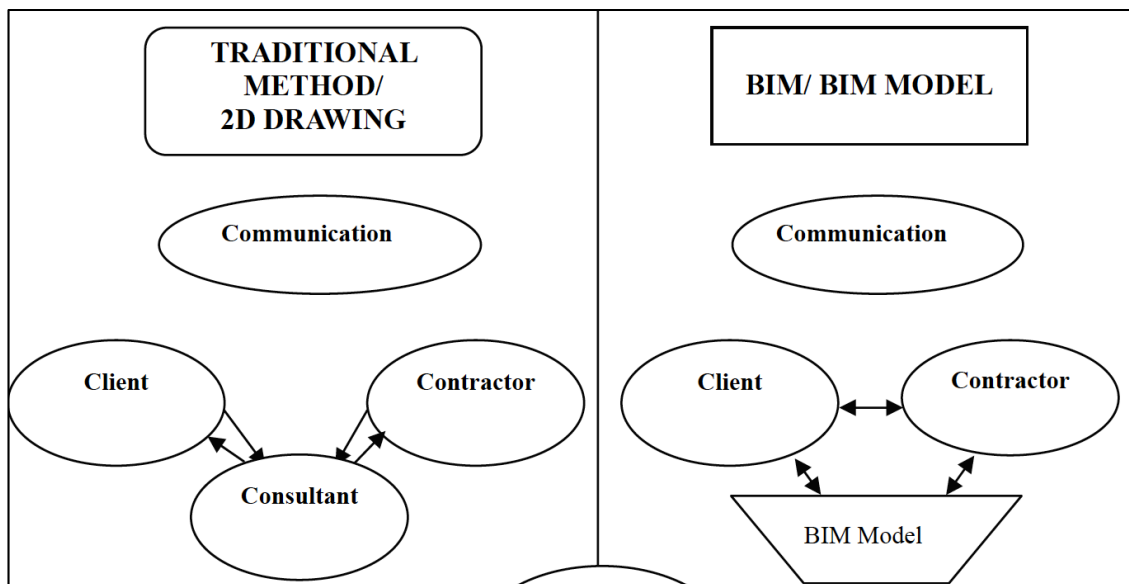 TRADITIONAL
METHOD/
2D DRAWING
Communication
Client
Contractor
Consultant
BIM/ BIM MODEL
Communication
Client
Contractor
BIM Model